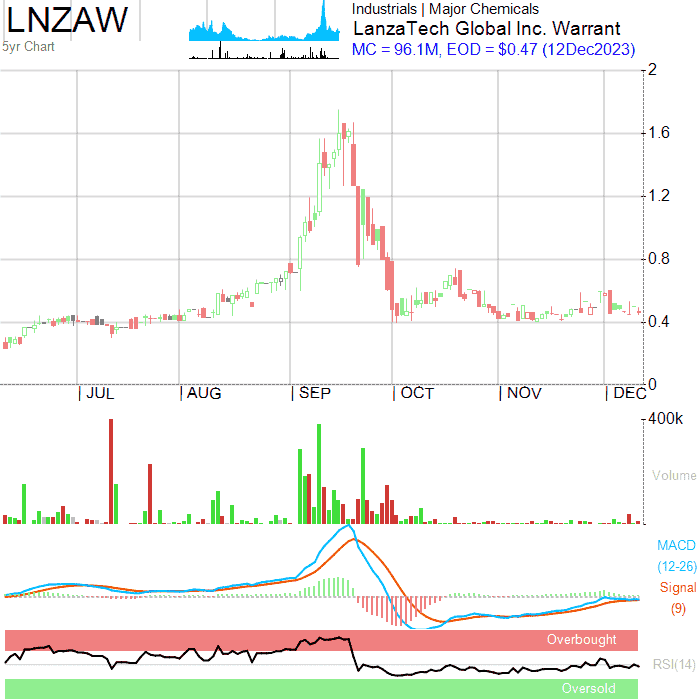 LNZAW
5yr Chart
Industrials | Major Chemicals
LanzaTech Global Inc. Warrant
MC = 96.1M, EOD = $0.47 (12Dec2023)
2
1.6
1.2
0.8
0.4
0
JUL AUG SEP OCT NOV DEC
400k
Volume
MACD
(12-26)
Signal
(9)
Overbought
RSI(14)
Oversold